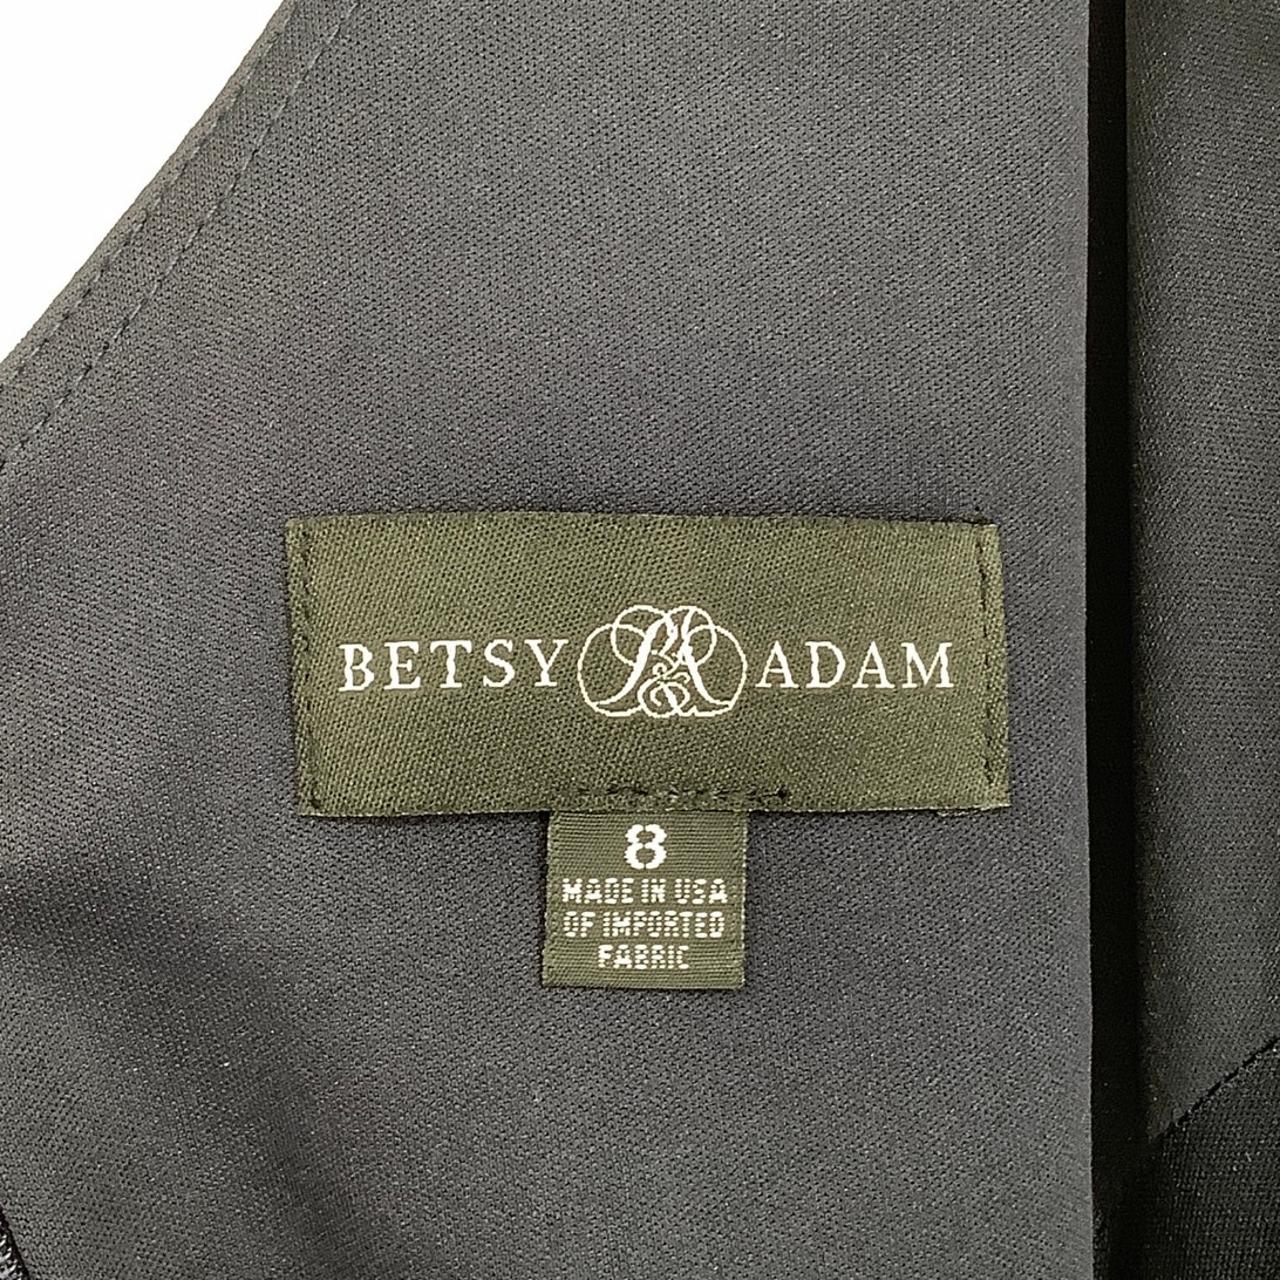 BETSY B&A ADAM
8
MADE IN USA
OF IMPORTED
FABRIC